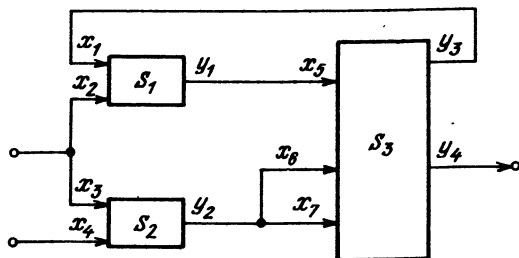 x₁ y₃
x₂ S₁ y₁ x₅
S₃
x₆ y₄
x₃ y₂ x₇
x₄ S₂